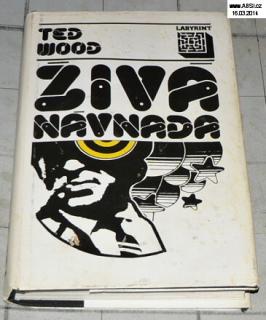 www.ABSI.cz
16.03.2014
TED
WOOD
LABYRINT
ŽIVÁ
NÁVNADA